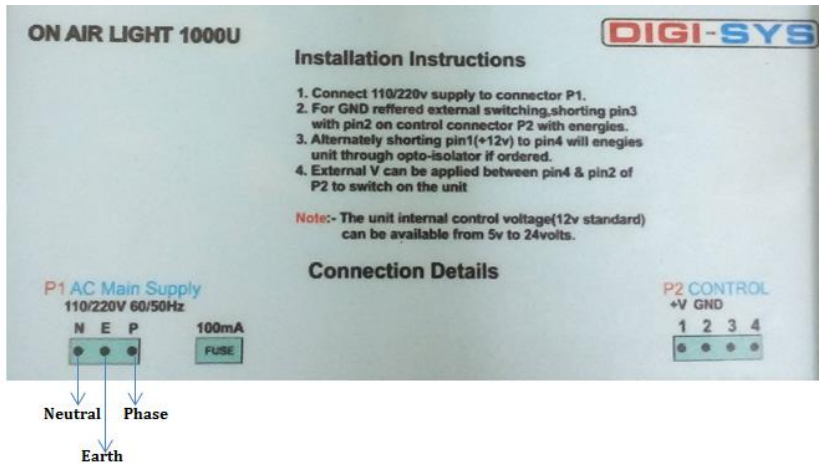 ON AIR LIGHT 1000U
DIGI-SYS
Installation Instructions
1. Connect 110/220v supply to connector P1.
2. For GND reffered external switching,shorting pin3
with pin2 on control connector P2 with energies.
3. Alternately shorting pin1(+12v) to pin4 will enegies
unit through opto-isolator if ordered.
4. External V can be applied between pin4 & pin2 of
P2 to switch on the unit
Note:- The unit internal control voltage(12v standard)
can be available from 5v to 24volts.
Connection Details
P1 AC Main Supply
110/220V 60/50Hz
N E P
100mA
FUSE
P2 CONTROL
+V GND
1 2 3 4
Neutral Phase
Earth